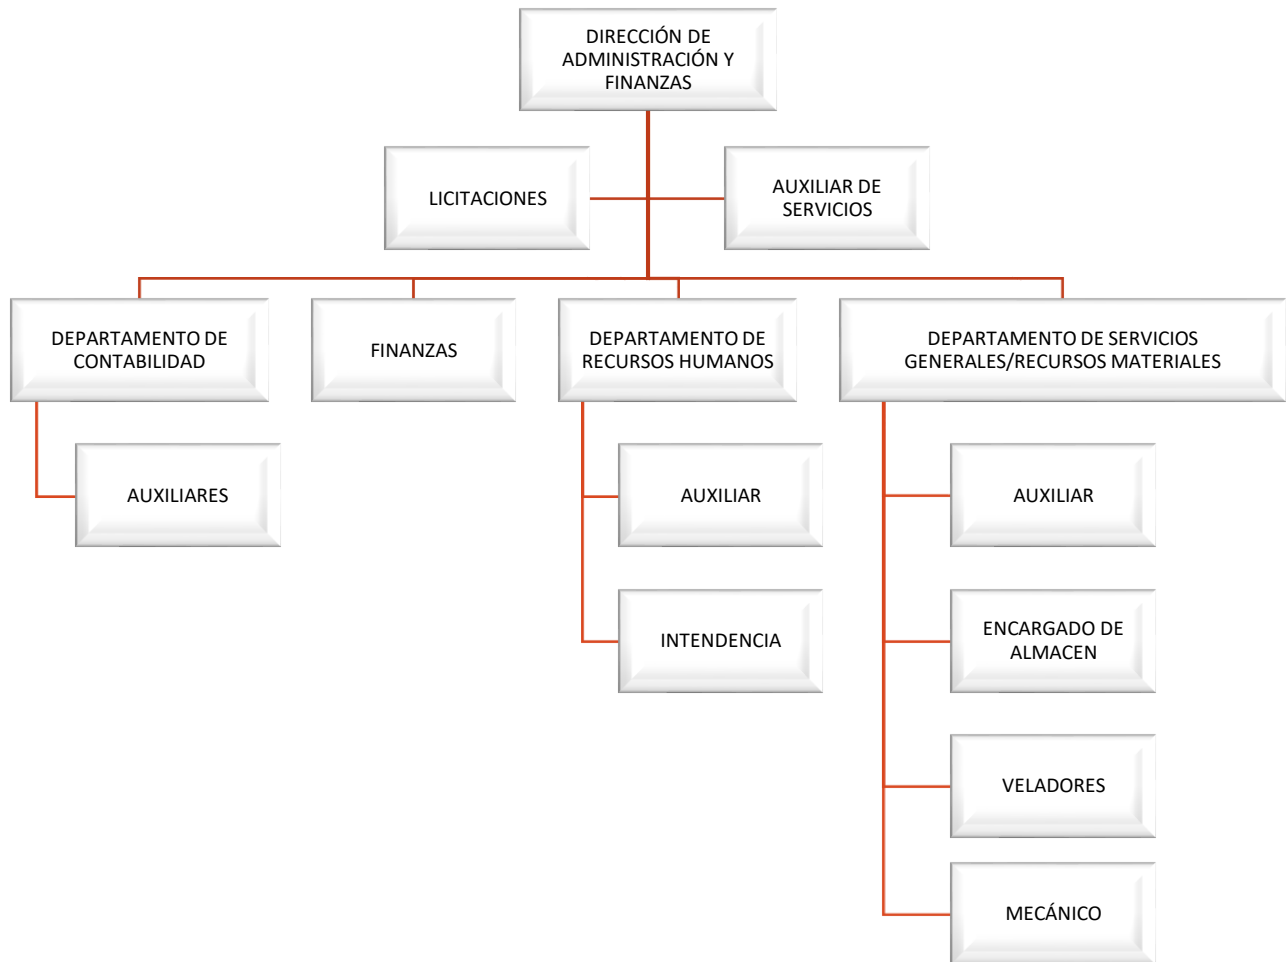 DIRECCIÓN DE
ADMINISTRACIÓN Y
FINANZAS
LICITACIONES
AUXILIAR DE
SERVICIOS
DEPARTAMENTO DE
CONTABILIDAD
FINANZAS
DEPARTAMENTO DE
RECURSOS HUMANOS
DEPARTAMENTO DE SERVICIOS
GENERALES/RECURSOS MATERIALES
AUXILIARES
AUXILIAR
AUXILIAR
INTENDENCIA
ENCARGADO DE
ALMACEN
VELADORES
MECÁNICO